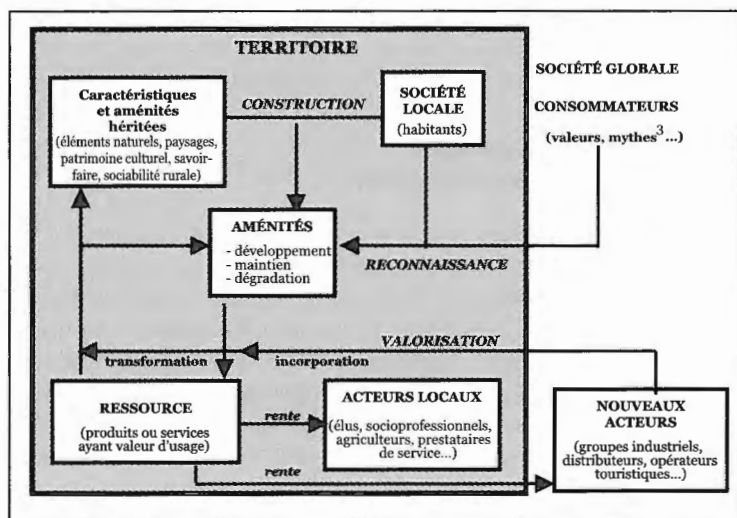 TERRITOIRE
Caractéristiques
et aménités
héritées
(éléments naturels, paysages,
patrimoine culturel, savoir-
faire, sociabilité rurale)
CONSTRUCTION
SOCIÉTÉ
LOCALE
(habitants)
SOCIÉTÉ GLOBALE
CONSOMMATEURS
(valeurs, mythes³...)
AMÉNITÉS
- développement
- maintien
- dégradation
RECONNAISSANCE
VALORISATION
transformation
incorporation
RESSOURCE
(produits ou services
ayant valeur d'usage)
rente
ACTEURS LOCAUX
(élus, socioprofessionnels,
agriculteurs, prestataires
de service...)
NOUVEAUX
ACTEURS
(groupes industriels,
distributeurs, opérateurs
touristiques...)
rente